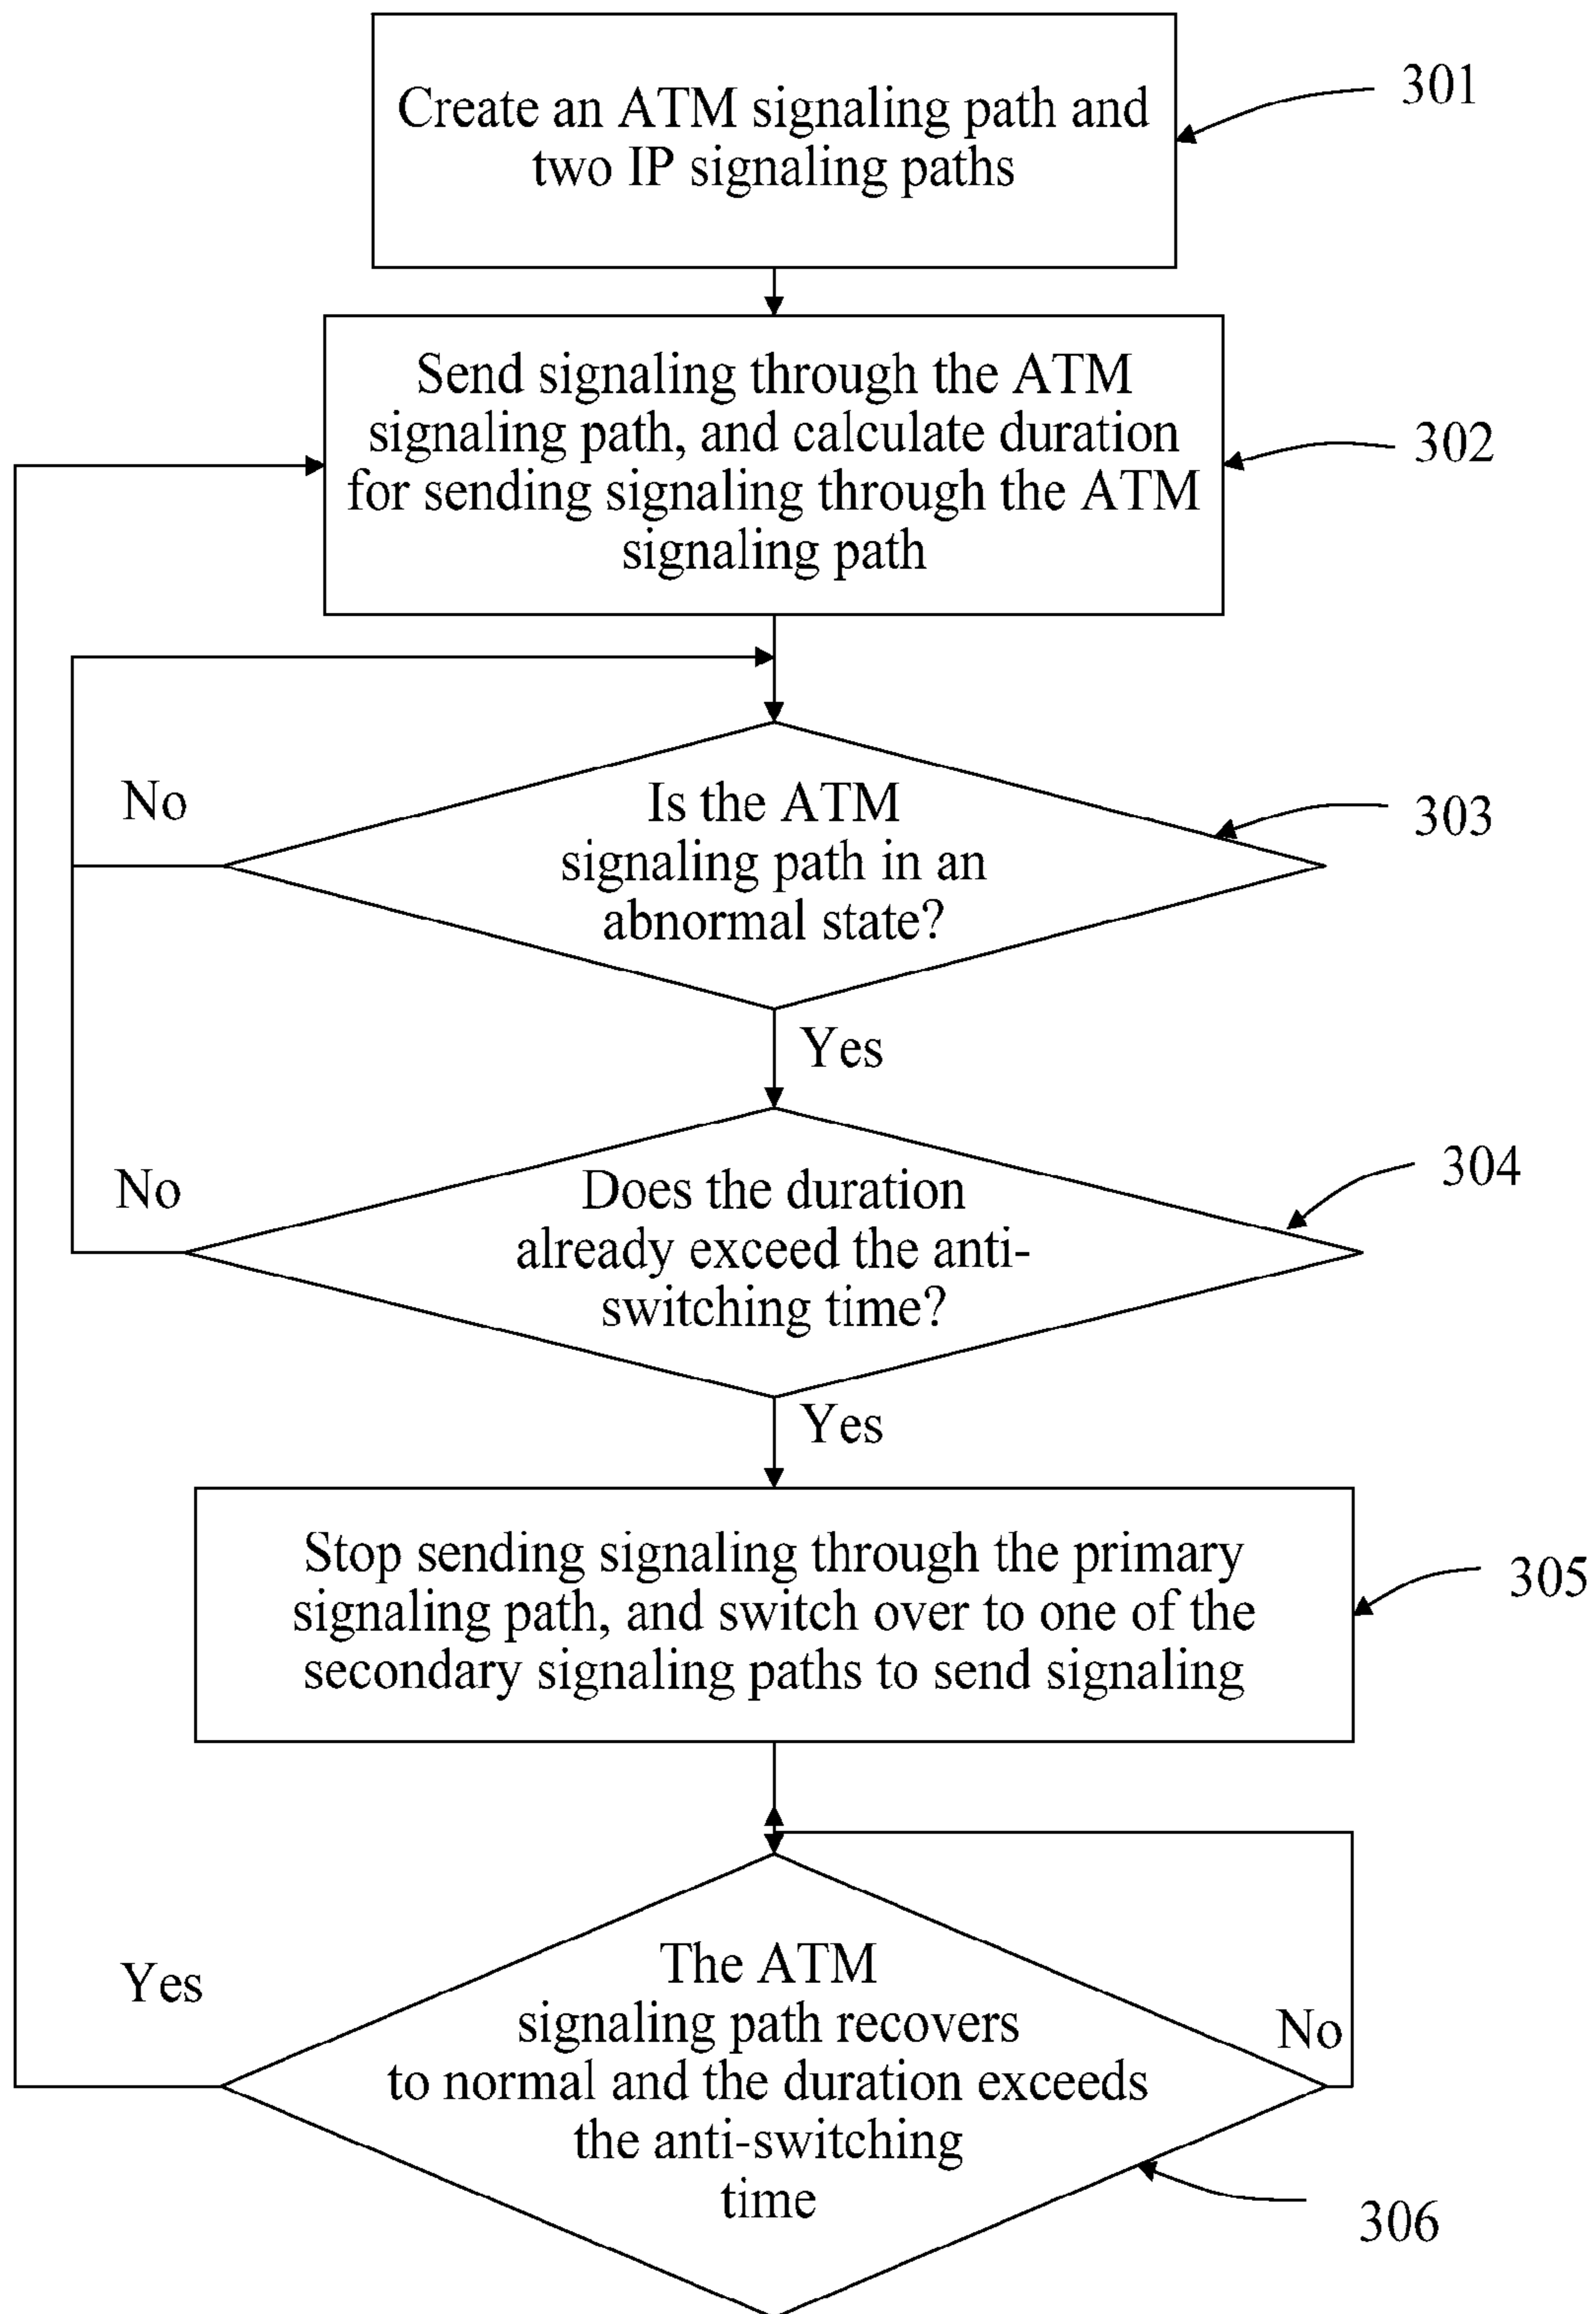 Create an ATM signaling path and
two IP signaling paths
301
Send signaling through the ATM
signaling path, and calculate duration
for sending signaling through the ATM
signaling path
302
No
Is the ATM
signaling path in an
abnormal state?
303
Yes
No
Does the duration
already exceed the anti-
switching time?
304
Yes
Stop sending signaling through the primary
signaling path, and switch over to one of the
secondary signaling paths to send signaling
305
Yes
The ATM
signaling path recovers
to normal and the duration exceeds
the anti-switching
time
No
306